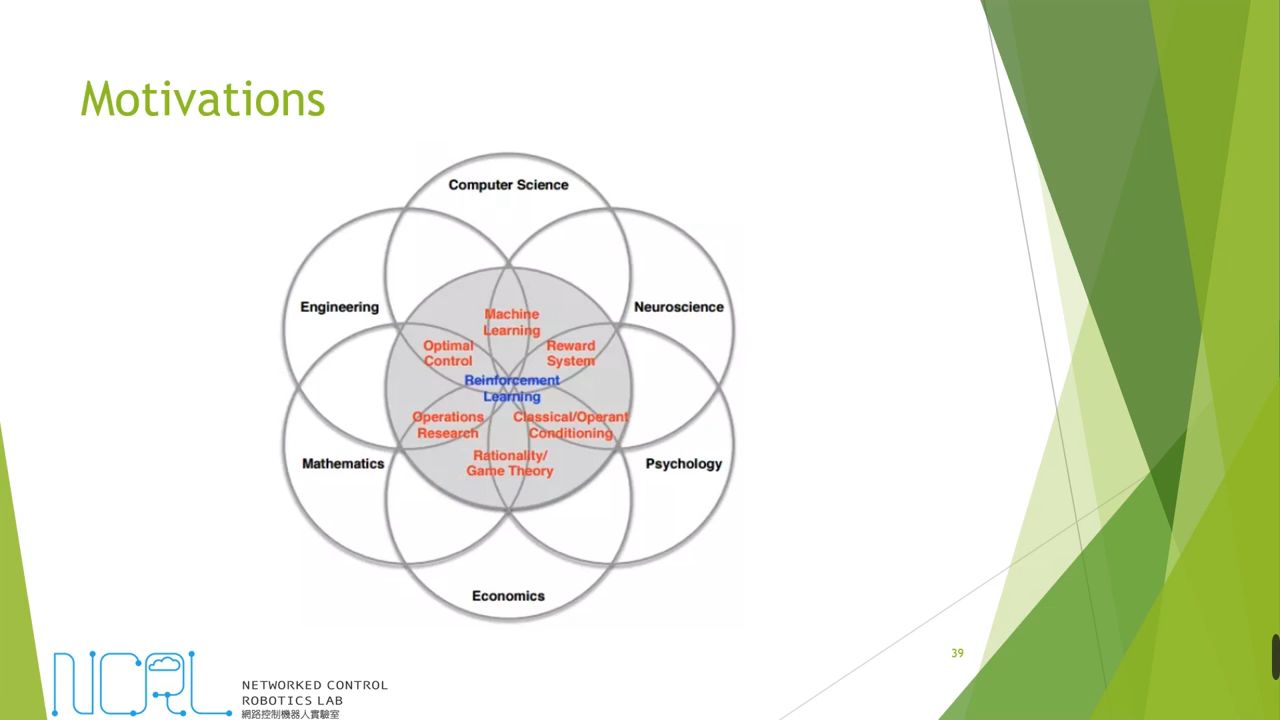 Motivations
Computer Science
Engineering
Neuroscience
Machine
Learning
Optimal
Control
Reward
System
Reinforcement
Learning
Operations
Research
Classical/Operant
Conditioning
Rationality/
Game Theory
Mathematics
Psychology
Economics
39
NCRL
NETWORKED CONTROL
ROBOTICS LAB
網路控制機器人實驗室